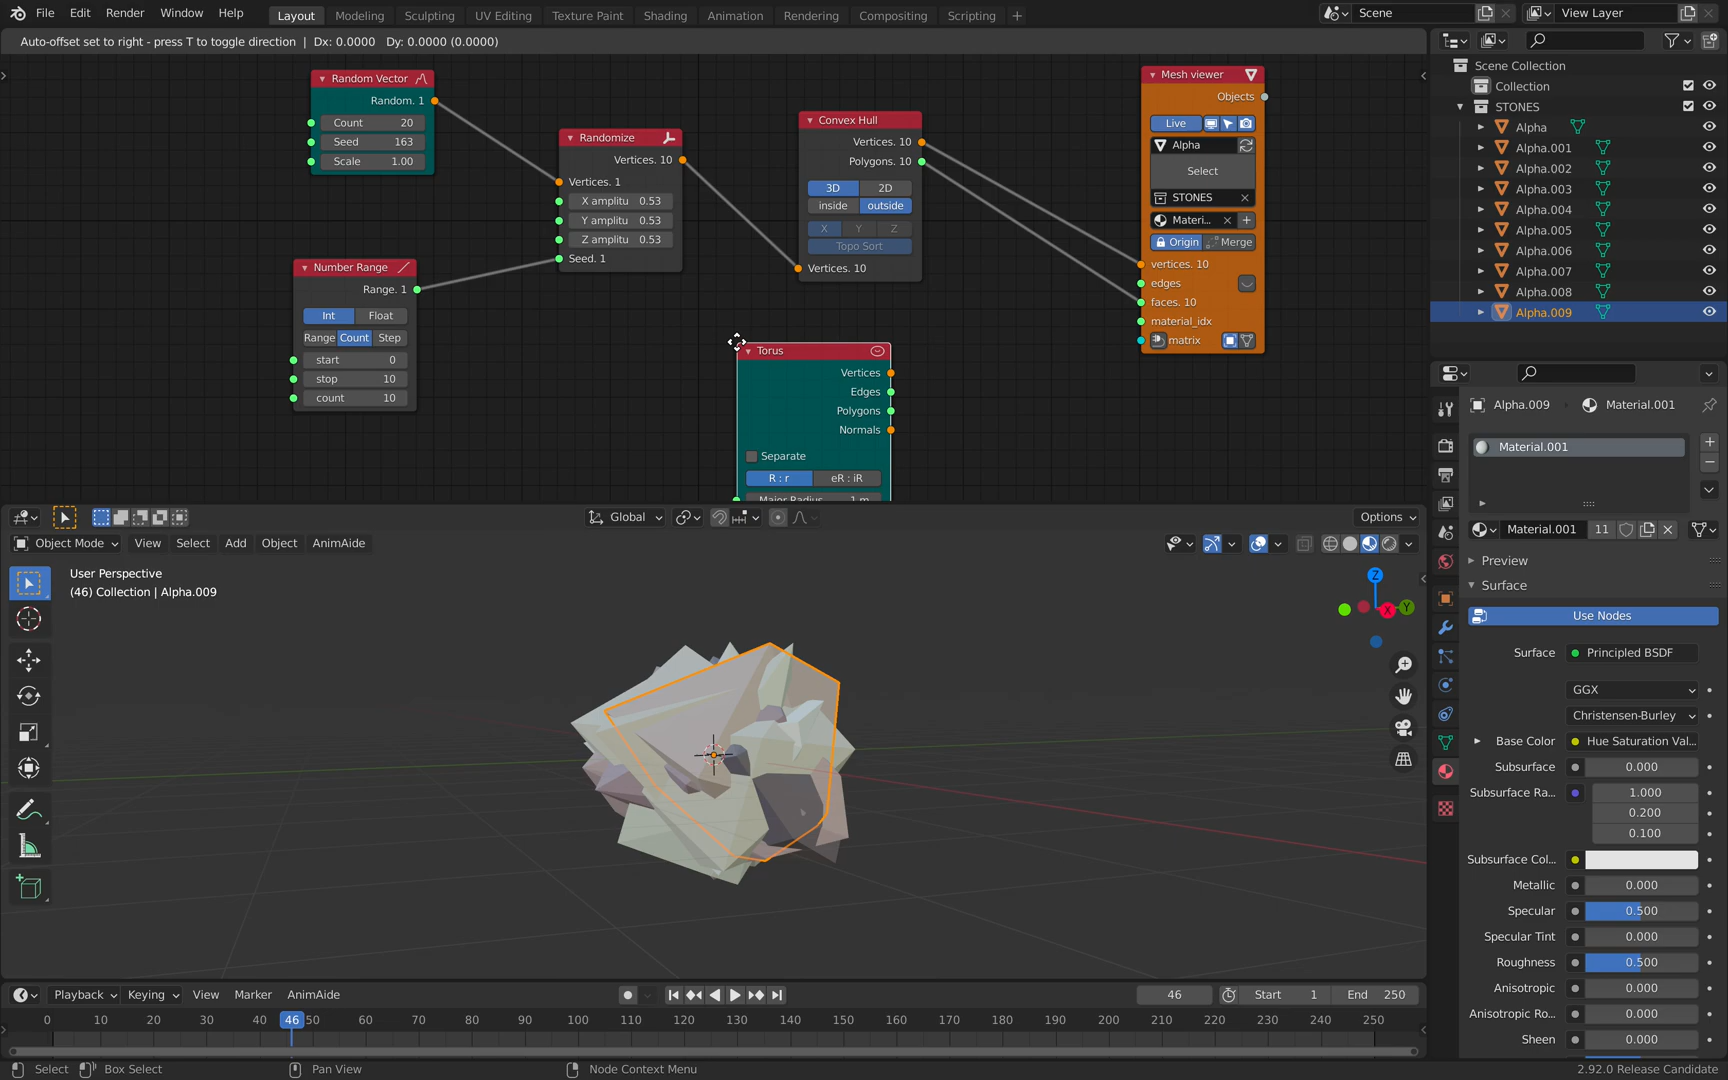 File Edit Render Window Help Layout Modeling Sculpting UV Editing Texture Paint Shading Animation Rendering Compositing Scripting + Scene View Layer
Auto-offset set to right - press T to toggle direction | Dx: 0.0000 Dy: 0.0000 (0.0000)
Random Vector
Random. 1
Count 20
Seed 163
Scale 1.00
Number Range
Range. 1
Int Float
Range Count Step
start 0
stop 10
count 10
Randomize
Vertices. 10
Vertices. 1
X amplitu 0.53
Y amplitu 0.53
Z amplitu 0.53
Seed. 1
Convex Hull
Vertices. 10
Polygons. 10
3D 2D
inside outside
X Y Z
Topo Sort
Vertices. 10
Torus
Vertices
Edges
Polygons
Normals
Separate
R : r eR : iR
Major Radius 1 m
Mesh viewer
Objects
Live
Alpha
Select
STONES
Materi...
Origin Merge
vertices. 10
edges
faces. 10
material_idx
matrix
Scene Collection
Collection
STONES
Alpha
Alpha.001
Alpha.002
Alpha.003
Alpha.004
Alpha.005
Alpha.006
Alpha.007
Alpha.008
Alpha.009
Global Options
Object Mode View Select Add Object AnimAide
User Perspective
(46) Collection | Alpha.009
Z
X Y
Alpha.009 Material.001
Material.001
Material.001 11
Preview
Surface
Use Nodes
Surface Principled BSDF
GGX
Christensen-Burley
Base Color Hue Saturation Val...
Subsurface 0.000
Subsurface Ra... 1.000
0.200
0.100
Subsurface Col...
Metallic 0.000
Specular 0.500
Specular Tint 0.000
Roughness 0.500
Anisotropic 0.000
Anisotropic Ro... 0.000
Sheen 0.000
Playback Keying View Marker AnimAide 46 Start 1 End 250
0 10 20 30 40 46 50 60 70 80 90 100 110 120 130 140 150 160 170 180 190 200 210 220 230 240 250
Select Box Select Pan View Node Context Menu 2.92.0 Release Candidate